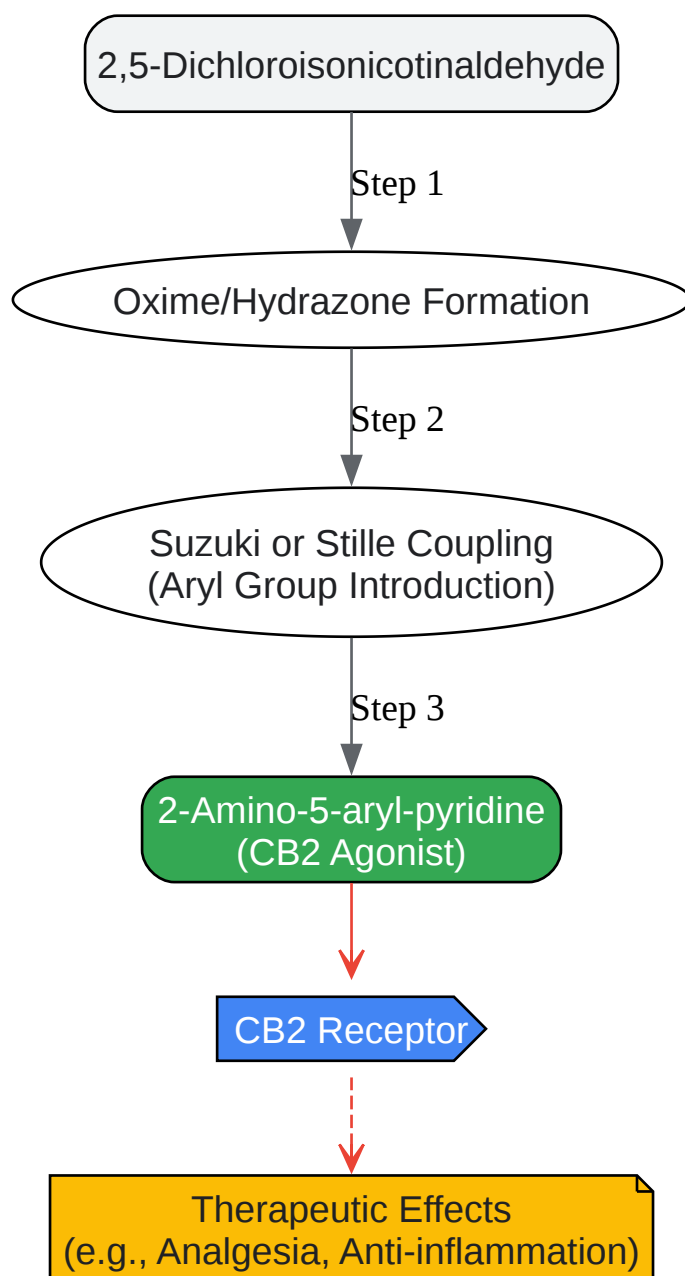 2,5-Dichloroisonicotinaldehyde
Step 1
Oxime/Hydrazone Formation
Step 2
Suzuki or Stille Coupling
(Aryl Group Introduction)
Step 3
2-Amino-5-aryl-pyridine
(CB2 Agonist)
CB2 Receptor
Therapeutic Effects
(e.g., Analgesia, Anti-inflammation)